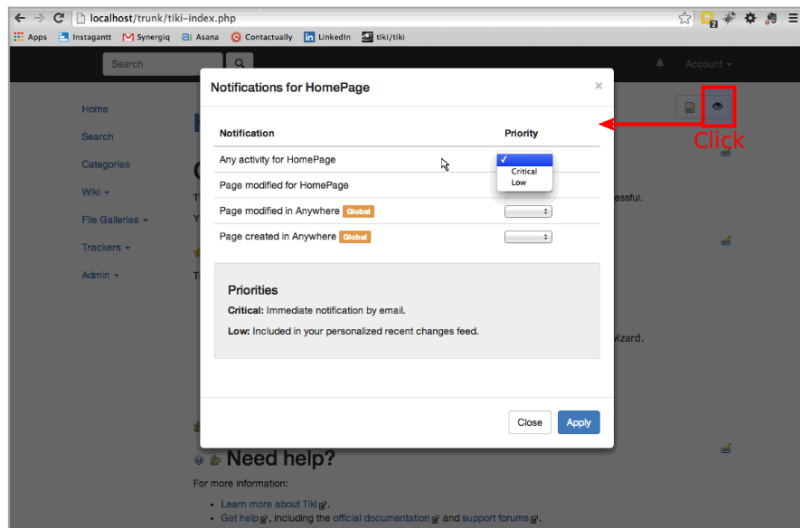 localhost/trunk/tiki-index.php
Apps Instagantt Synergiq Asana Contactually LinkedIn tiki/tiki
Search
Account
Notifications for HomePage
×
Home
Search
Categories
Wiki
File Galleries
Trackers
Admin
Click
Notification Priority
Any activity for HomePage
✓
Critical
Low
Page modified for HomePage
Page modified in Anywhere Global
Page created in Anywhere Global
essful.
Priorities
Critical: Immediate notification by email.
Low: Included in your personalized recent changes feed.
vizard.
Close Apply
Need help?
For more information:
Learn more about Tiki.
Get help, including the official documentation and support forums.